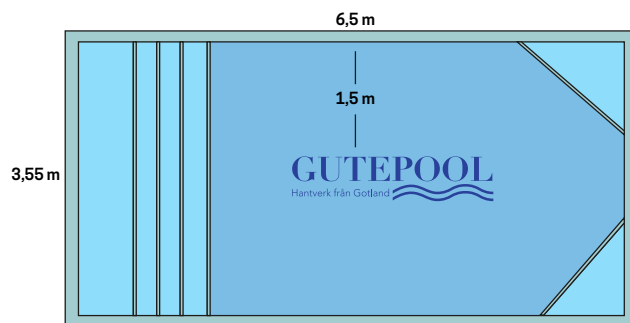 6,5 m
1,5 m
3,55 m
GUTEPOOL
Hantverk från Gotland